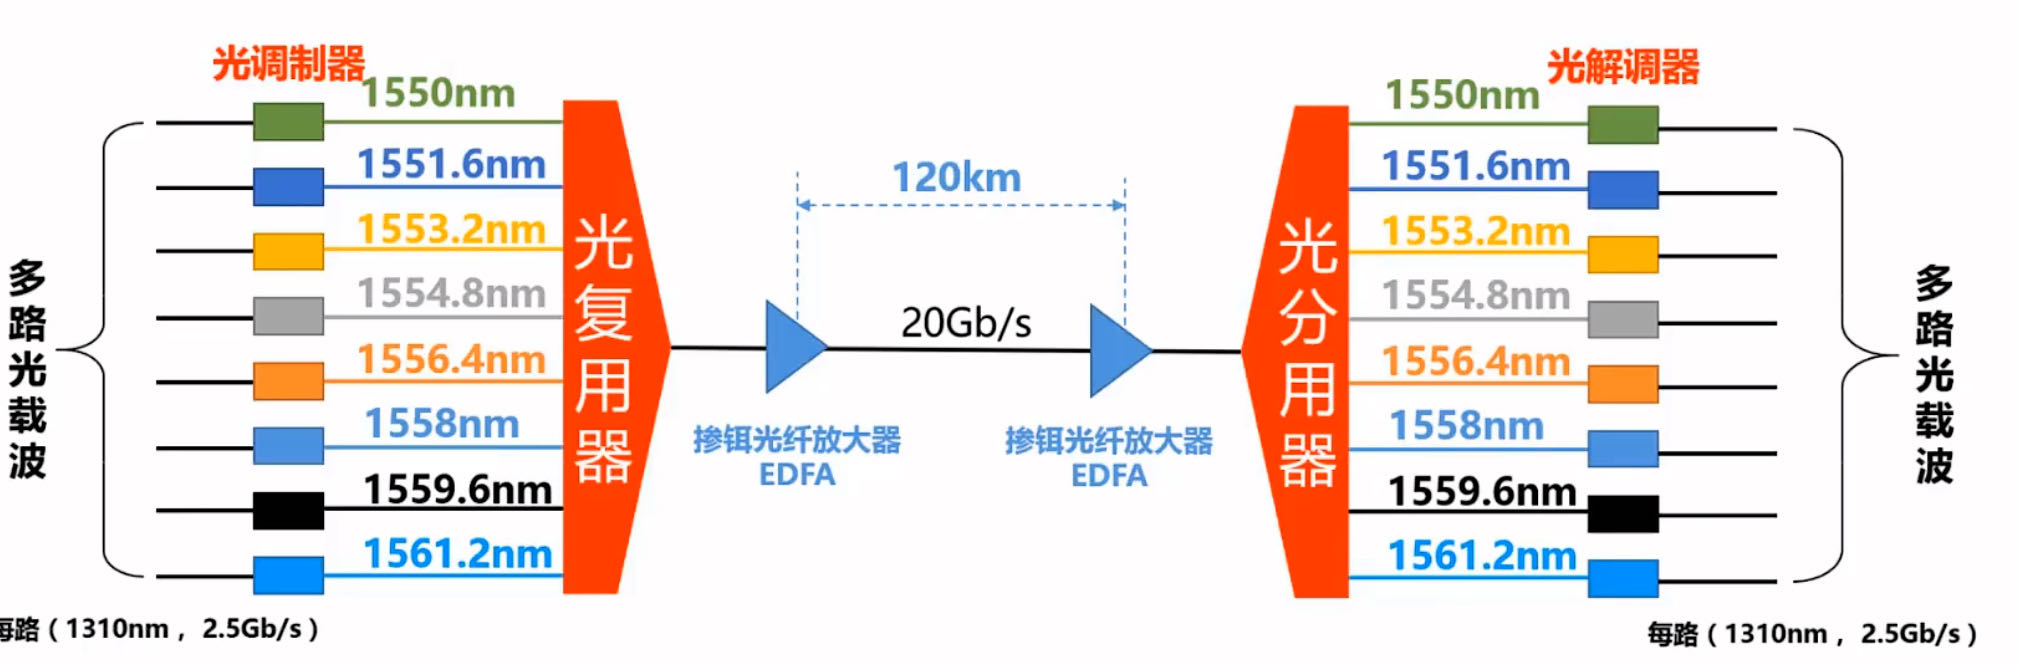 光调制器
1550nm
1551.6nm
1553.2nm
1554.8nm
1556.4nm
1558nm
1559.6nm
1561.2nm
多路光载波
每路（1310nm， 2.5Gb/s）
光复用器
120km
20Gb/s
掺铒光纤放大器
EDFA
掺铒光纤放大器
EDFA
光分用器
光解调器
1550nm
1551.6nm
1553.2nm
1554.8nm
1556.4nm
1558nm
1559.6nm
1561.2nm
多路光载波
每路（1310nm， 2.5Gb/s）